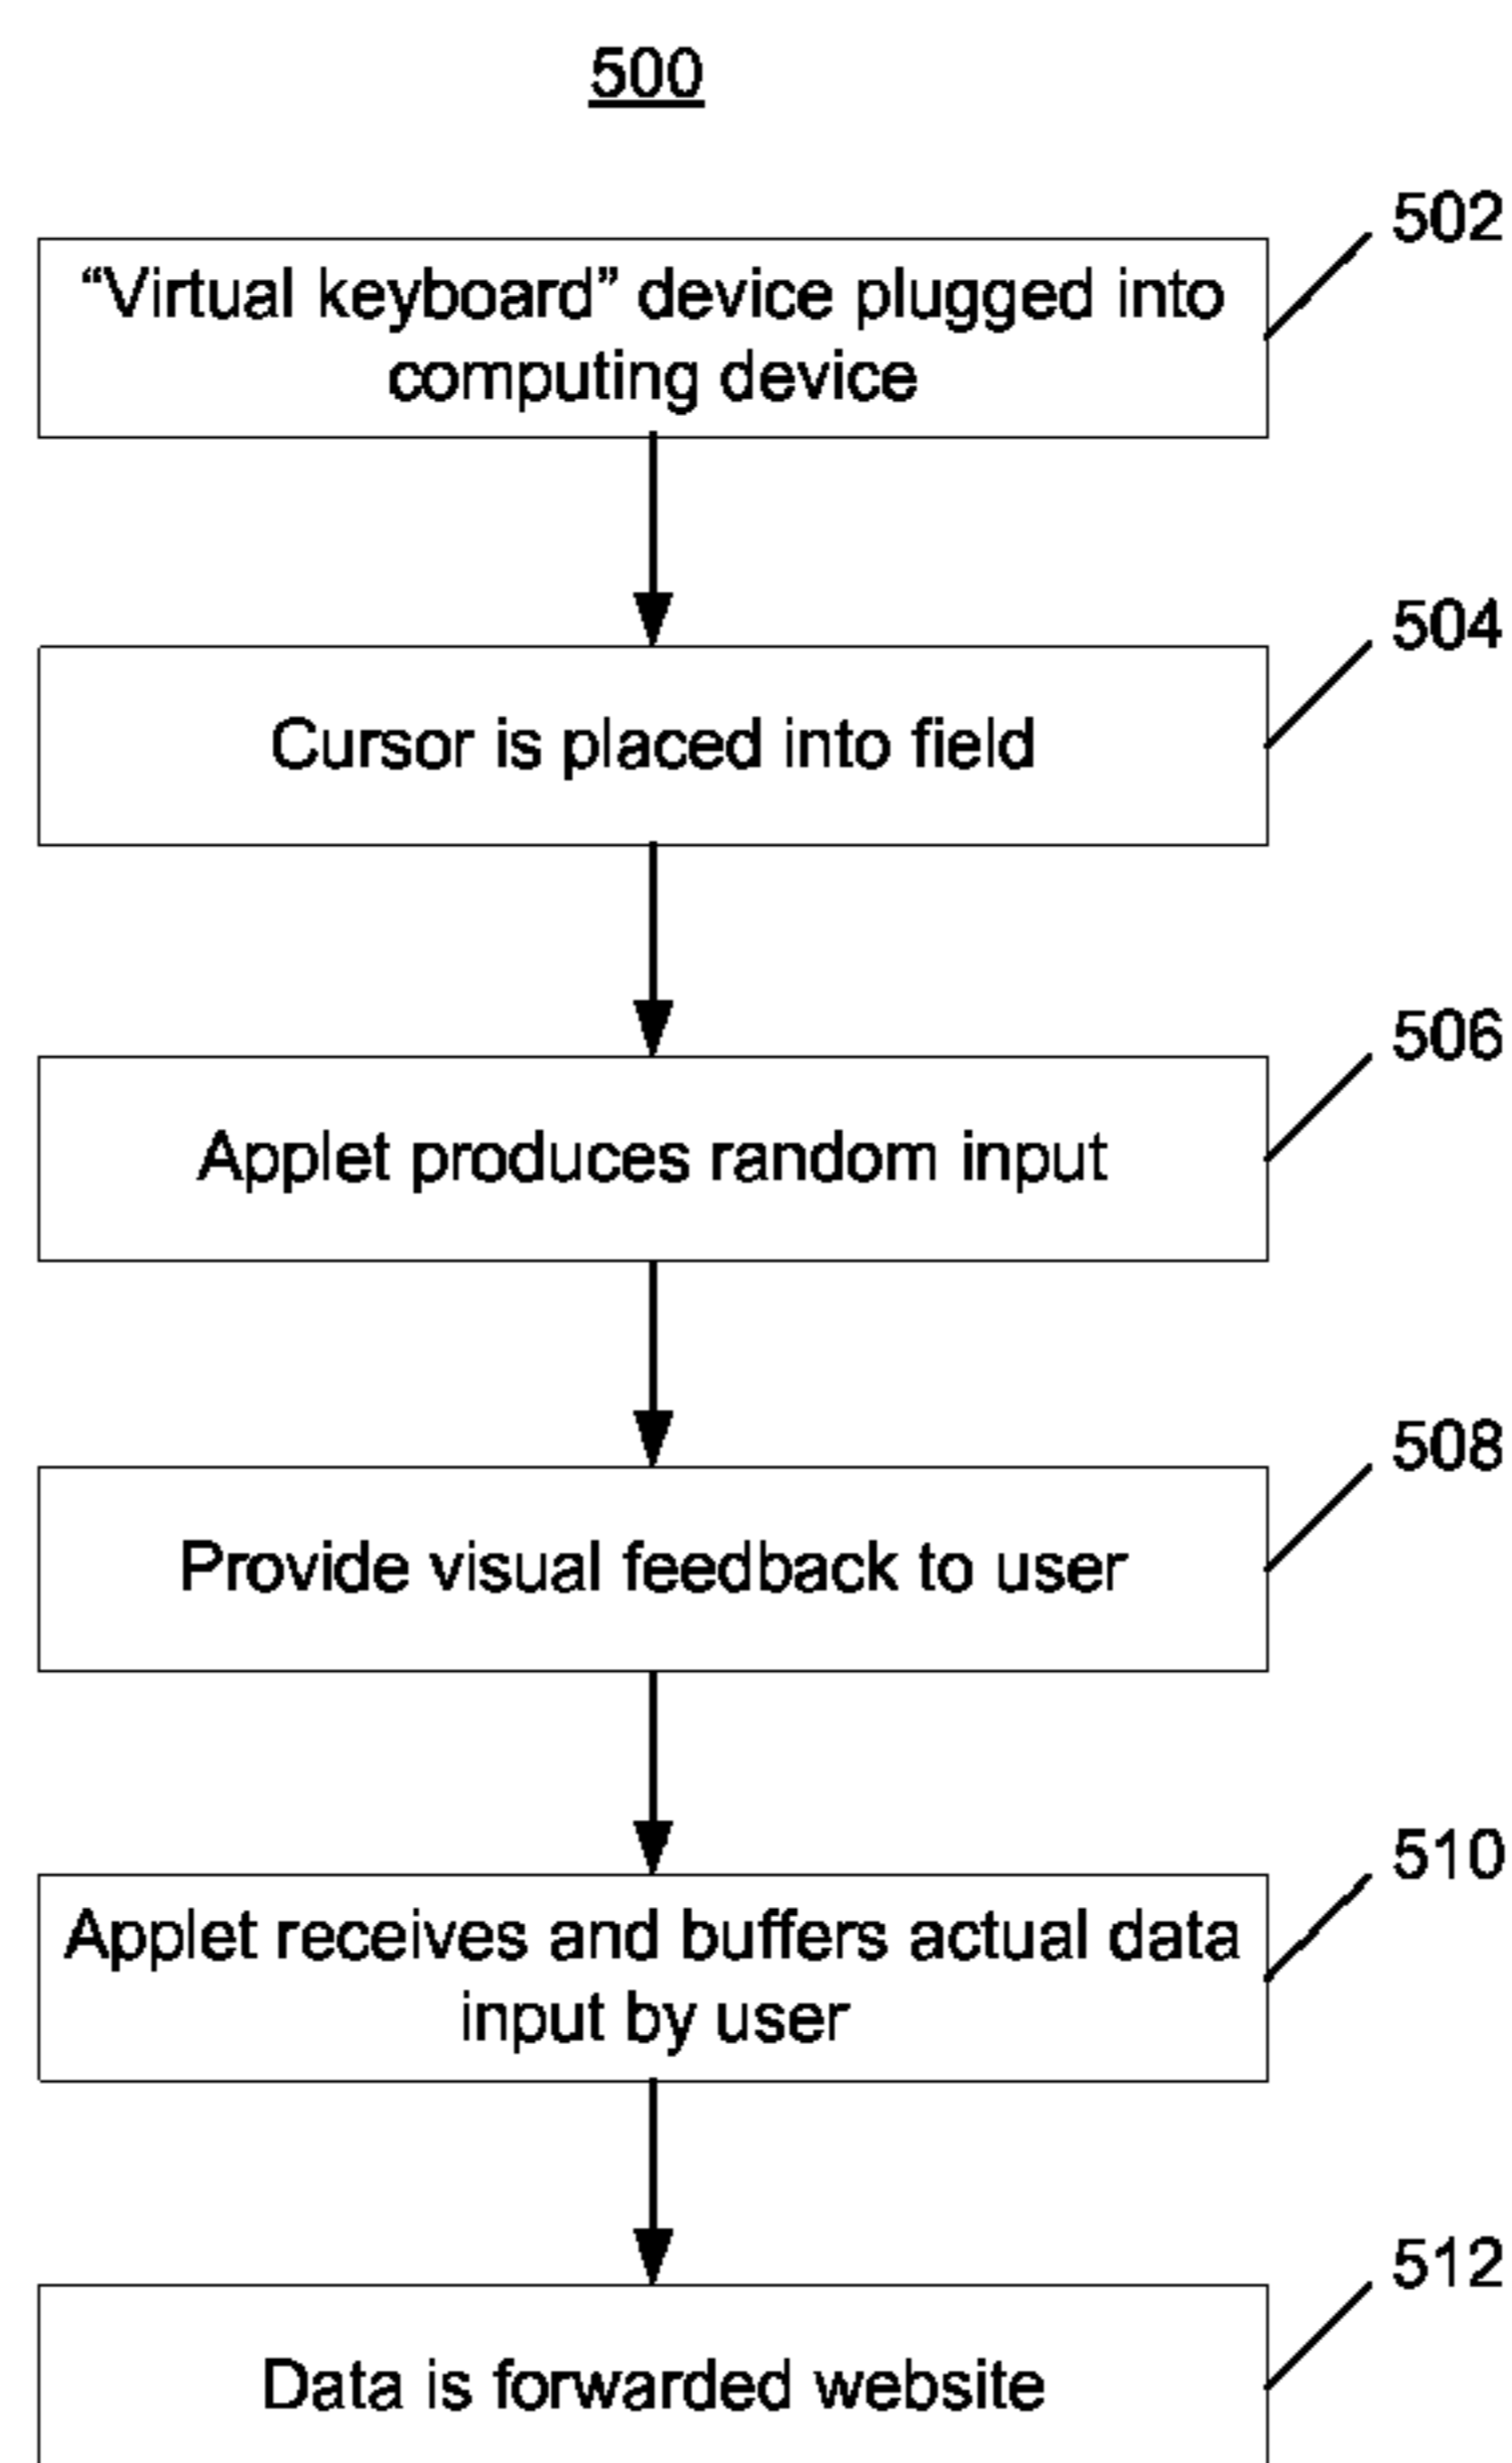 500
502
“Virtual keyboard” device plugged into
computing device
504
Cursor is placed into field
506
Applet produces random input
508
Provide visual feedback to user
510
Applet receives and buffers actual data
input by user
512
Data is forwarded website